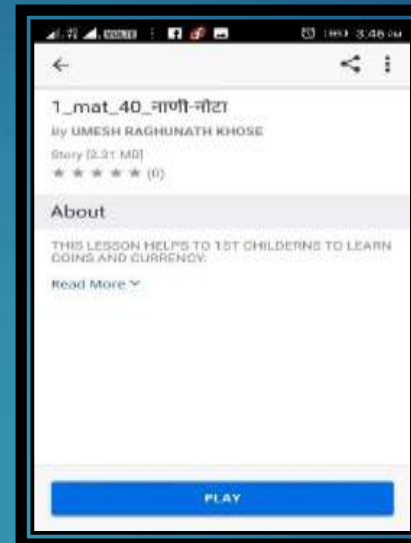 3:46 PM
1_mat_40_नाणी-नोटा
By UMESH RAGHUNATH KHOSE
Story [2.31 MB]
(0)
About
THIS LESSON HELPS TO 1ST CHILDERNS TO LEARN
COINS AND CURRENCY.
Read More
PLAY